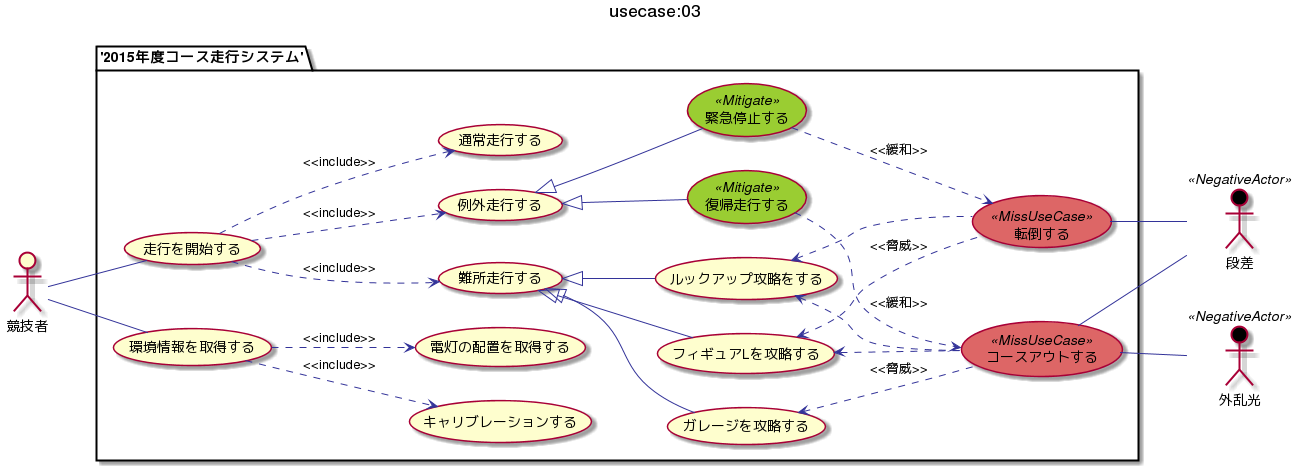 usecase:03
'2015年度コース走行システム'
«Mitigate»
緊急停止する
通常走行する
<<include>>
<<緩和>>
«Mitigate»
復帰走行する
«NegativeActor»
段差
例外走行する
<<include>>
«MissUseCase»
転倒する
走行を開始する
<<脅威>>
<<include>>
難所走行する
ルックアップ攻略をする
<<緩和>>
競技者
«NegativeActor»
外乱光
環境情報を取得する
<<include>>
電灯の配置を取得する
フィギュアLを攻略する
«MissUseCase»
コースアウトする
<<include>>
<<脅威>>
キャリブレーションする
ガレージを攻略する